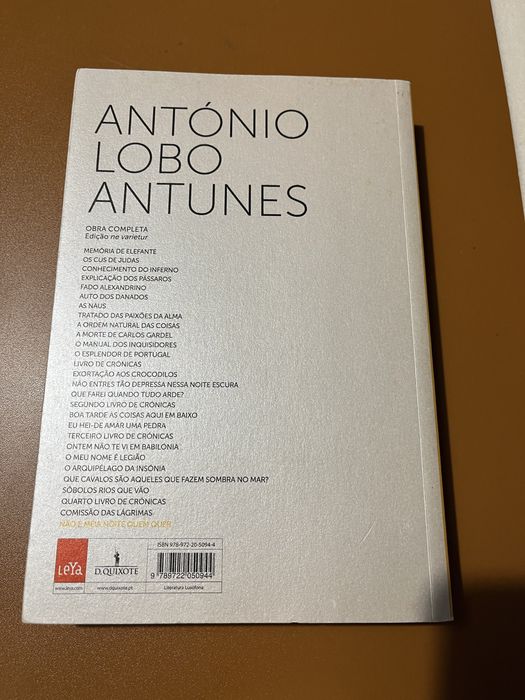 ANTÓNIO
LOBO
ANTUNES
OBRA COMPLETA
Edição ne varietur
MEMÓRIA DE ELEFANTE
OS CUS DE JUDAS
CONHECIMENTO DO INFERNO
EXPLICAÇÃO DOS PÁSSAROS
FADO ALEXANDRINO
AUTO DOS DANADOS
AS NAUS
TRATADO DAS PAIXÕES DA ALMA
A ORDEM NATURAL DAS COISAS
A MORTE DE CARLOS GARDEL
O MANUAL DOS INQUISIDORES
O ESPLENDOR DE PORTUGAL
LIVRO DE CRÓNICAS
EXORTAÇÃO AOS CROCODILOS
NÃO ENTRES TÃO DEPRESSA NESSA NOITE ESCURA
QUE FAREI QUANDO TUDO ARDE?
SEGUNDO LIVRO DE CRÓNICAS
BOA TARDE ÀS COISAS AQUI EM BAIXO
EU HEI-DE AMAR UMA PEDRA
TERCEIRO LIVRO DE CRÓNICAS
ONTEM NÃO TE VI EM BABILÓNIA
O MEU NOME É LEGIÃO
O ARQUIPÉLAGO DA INSÓNIA
QUE CAVALOS SÃO AQUELES QUE FAZEM SOMBRA NO MAR?
SÔBOLOS RIOS QUE VÃO
QUARTO LIVRO DE CRÓNICAS
COMISSÃO DAS LÁGRIMAS
NÃO É MEIA NOITE QUEM QUER
ISBN 978-972-20-5094-4
LEYA
D. QUIXOTE
9 789722 050944
www.leya.com
www.dquixote.pt
Literatura Lusófona